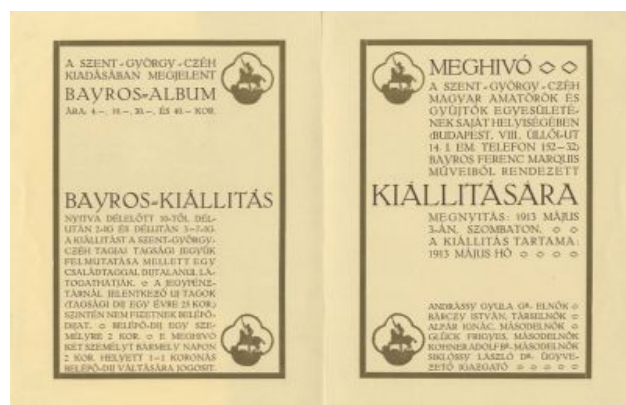 A SZENT-GYÖRGY-CZÉH
KIADÁSÁBAN MEGJELENT
BAYROS-ALBUM
ÁRA: 4.—, 10.—, 20.—, ÉS 40.— KOR.
BAYROS-KIÁLLITÁS
NYITVA DÉLELŐTT 10-TŐL DÉL-
UTÁN 2-IG ÉS DÉLUTÁN 3—7-IG.
A KIÁLLITÁST A SZENT-GYÖRGY-
CZÉH TAGJAI TAGSÁGI JEGYÜK
FELMUTATÁSA MELLETT EGY
CSALÁDTAGGAL DIJTALANUL LÁ-
TOGATHATJÁK. A JEGYPÉNZ-
TÁRNÁL JELENTKEZŐ UJ TAGOK
(TAGSÁGI DIJ EGY ÉVRE 25 KOR.)
SZINTÉN NEM FIZETNEK BELÉPŐ-
DIJAT. BELÉPŐ-DIJ EGY SZE-
MÉLYRE 2 KOR. E MEGHIVÓ
KÉT SZEMÉLYT BÁRMELY NAPON
2 KOR. HELYETT 1—1 KORONÁS
BELÉPŐ-DIJ VÁLTÁSÁRA JOGOSIT.
MEGHIVÓ
A SZENT-GYÖRGY-CZÉH
MAGYAR AMATŐRÖK ÉS
GYÜJTŐK EGYESÜLETÉ-
NEK SAJÁT HELYISÉGÉBEN
(BUDAPEST, VIII, ÜLLŐI-UT
14. I. EM. TELEFON 152—32)
BAYROS FERENC MARQUIS
MŰVEIBŐL RENDEZETT
KIÁLLITÁSÁRA
MEGNYITÁS: 1913 MÁJUS
3-ÁN, SZOMBATON.
A KIÁLLITÁS TARTAMA:
1913 MÁJUS HÓ
ANDRÁSSY GYULA GR. ELNÖK
BÁRCZY ISTVÁN, TÁRSELNÖK
ALPÁR IGNÁC, MÁSODELNÖK
GLÜCK FRIGYES, MÁSODELNÖK
KOHNER ADOLF BR. MÁSODELNÖK
SIKLÓSSY LÁSZLÓ DR. ÜGYVE-
ZETŐ IGAZGATÓ